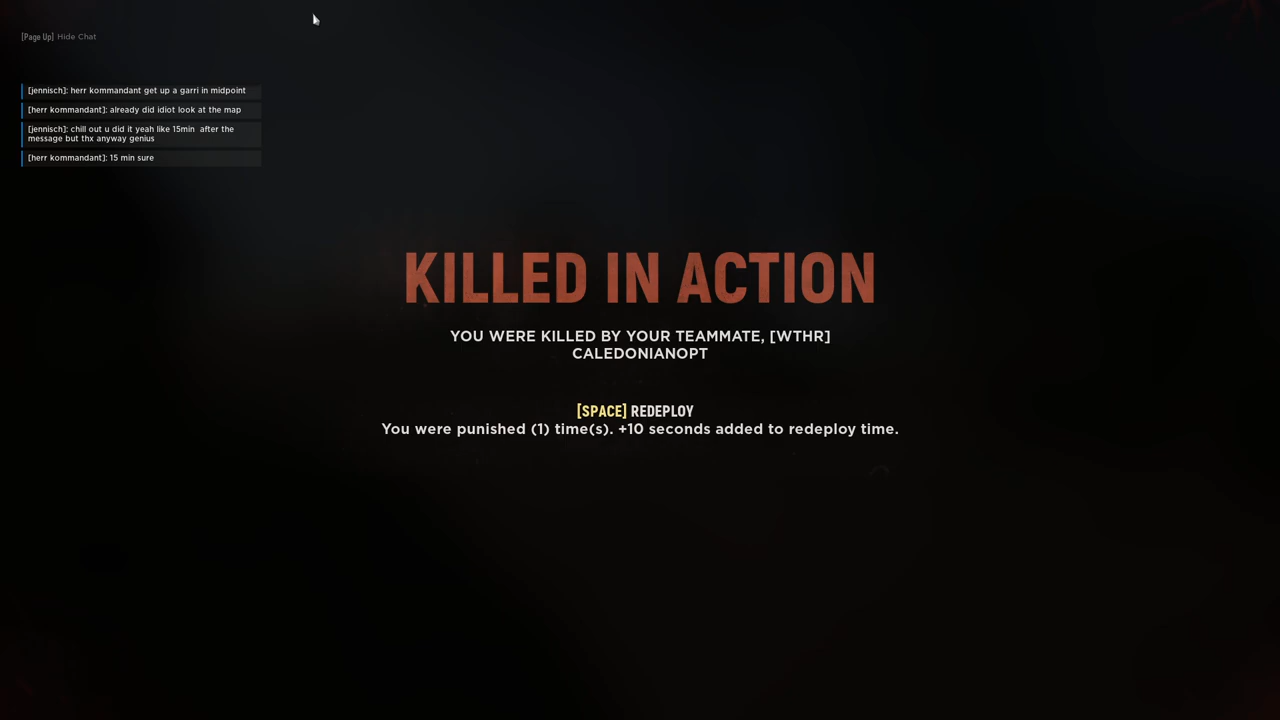 [Page Up] Hide Chat
[jennisch]: herr kommandant get up a garri in midpoint
[herr kommandant]: already did idiot look at the map
[jennisch]: chill out u did it yeah like 15min after the
message but thx anyway genius
[herr kommandant]: 15 min sure
KILLED IN ACTION
YOU WERE KILLED BY YOUR TEAMMATE, [WTHR]
CALEDONIANOPT
[SPACE] REDEPLOY
You were punished (1) time(s). +10 seconds added to redeploy time.